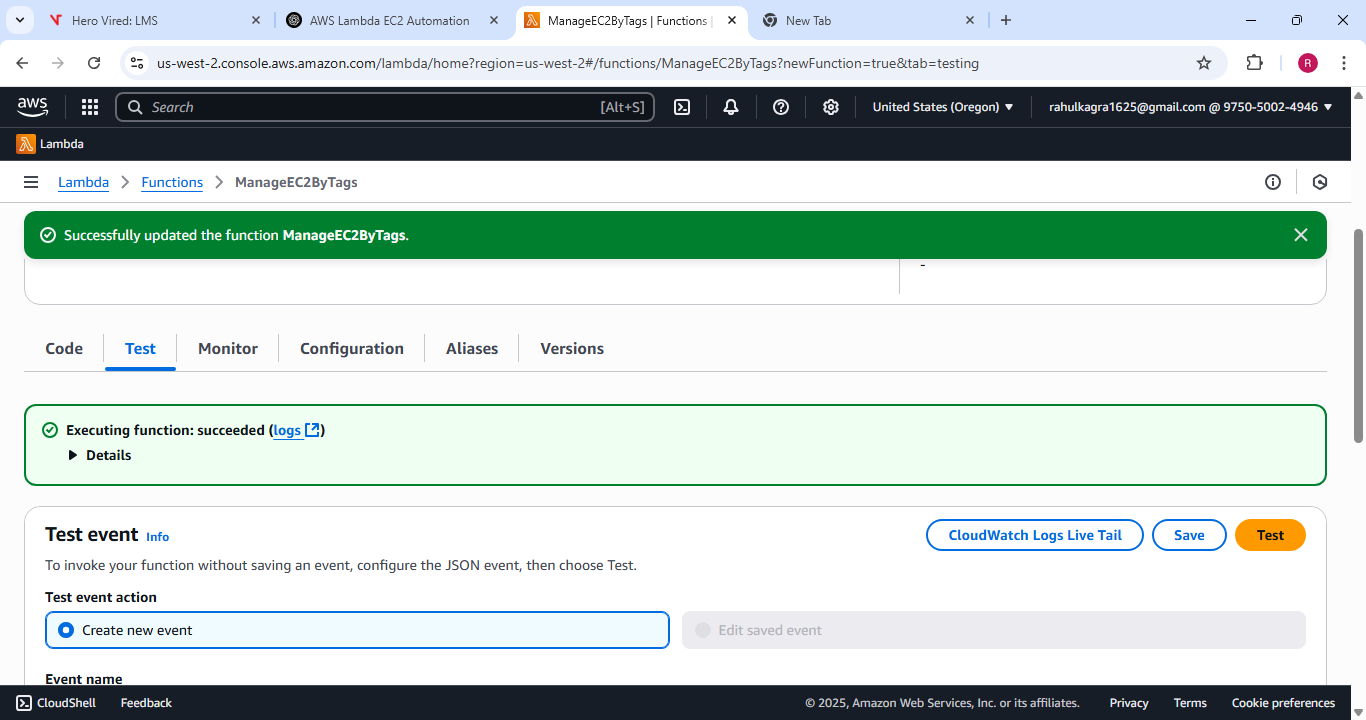 Hero Vired: LMS
AWS Lambda EC2 Automation
ManageEC2ByTags | Functions |
New Tab
us-west-2.console.aws.amazon.com/lambda/home?region=us-west-2#/functions/ManageEC2ByTags?newFunction=true&tab=testing
R
aws
Search
[Alt+S]
United States (Oregon)
rahulkagra1625@gmail.com @ 9750-5002-4946
Lambda
Lambda
Functions
ManageEC2ByTags
Successfully updated the function ManageEC2ByTags.
-
Code
Test
Monitor
Configuration
Aliases
Versions
Executing function: succeeded (logs)
Details
Test event Info
CloudWatch Logs Live Tail
Save
Test
To invoke your function without saving an event, configure the JSON event, then choose Test.
Test event action
Create new event
Edit saved event
Event name
CloudShell
Feedback
© 2025, Amazon Web Services, Inc. or its affiliates.
Privacy
Terms
Cookie preferences